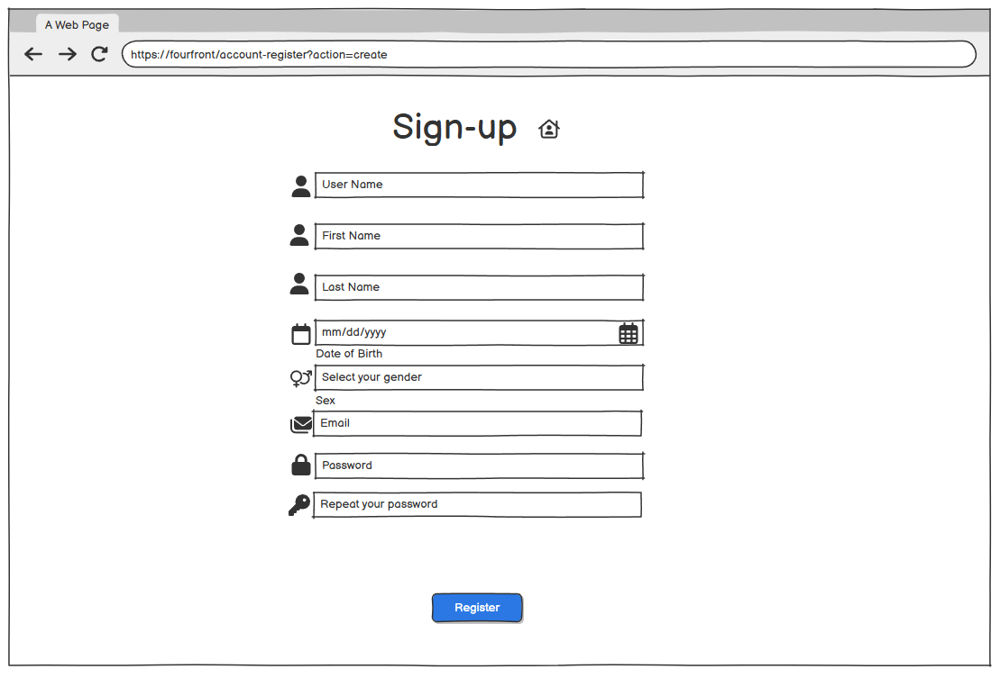 A Web Page
https://fourfront/account-register?action=create
Sign-up
User Name
First Name
Last Name
mm/dd/yyyy
Date of Birth
Select your gender
Sex
Email
Password
Repeat your password
Register